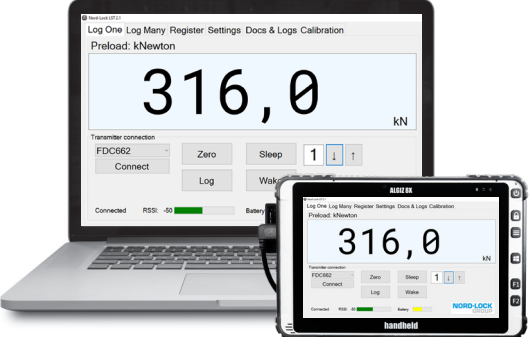 Nord-Lock LST 2.1
Log One Log Many Register Settings Docs & Logs Calibration
Preload: kNewton
316,0
kN
Transmitter connection
FDC662
Zero
Sleep
1 ↓ ↑
Connect
Log
Wake
Connected
RSSI: -50
Battery
ALGIZ 8X
Log One Log Many Register Settings Docs & Logs Calibration
Preload: kNewton
316,0
kN
Transmitter connection
FDC662
Zero
Sleep
1 ↓ ↑
Connect
Log
Wake
Connected
RSSI: -50
Battery
NORD-LOCK
GROUP
F1
F2
handheld